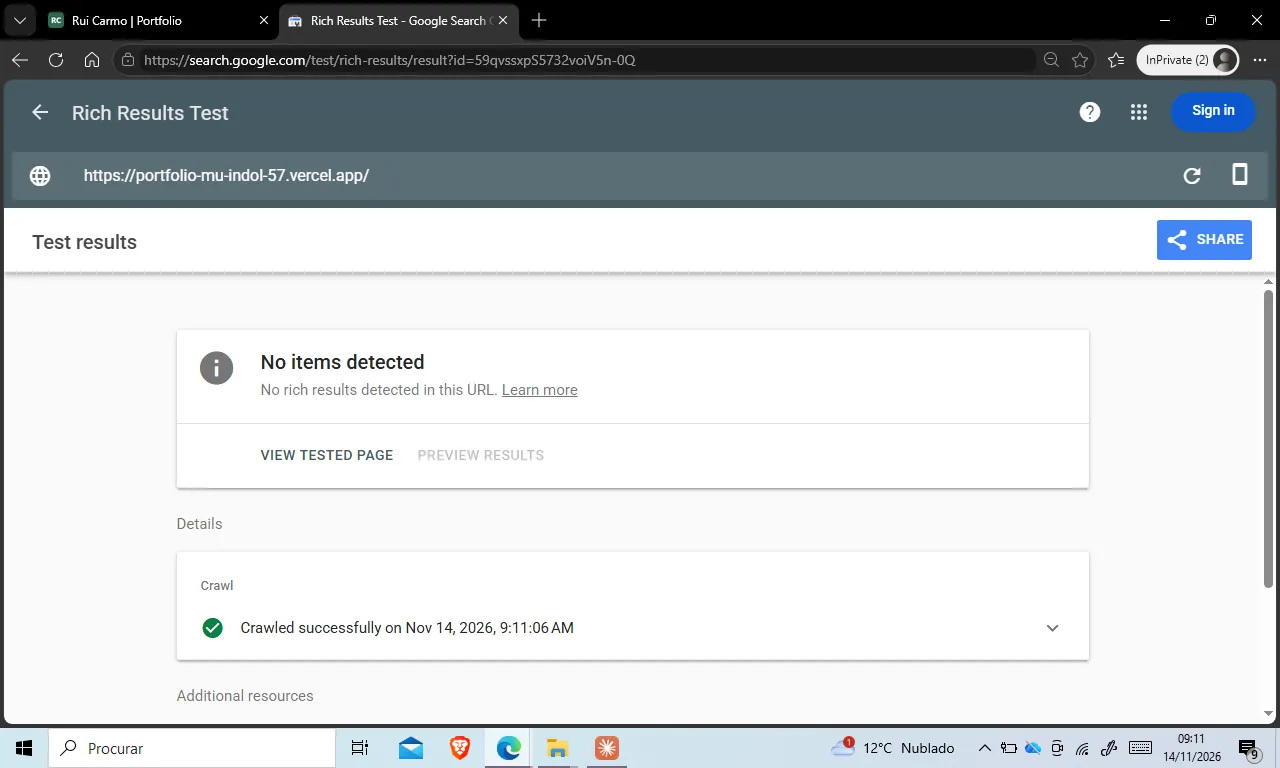 RC Rui Carmo | Portfolio
Rich Results Test - Google Search
https://search.google.com/test/rich-results/result?id=59qYssxpS5732voiV5n-0Q
InPrivate (2)
Rich Results Test
Sign in
https://portfolio-mu-indol-57.vercel.app/
Test results
SHARE
No items detected
No rich results detected in this URL. Learn more
VIEW TESTED PAGE PREVIEW RESULTS
Details
Crawl
Crawled successfully on Nov 14, 2026, 9:11:06 AM
Additional resources
Procurar
1
12°C Nublado
09:11
14/11/2026
9